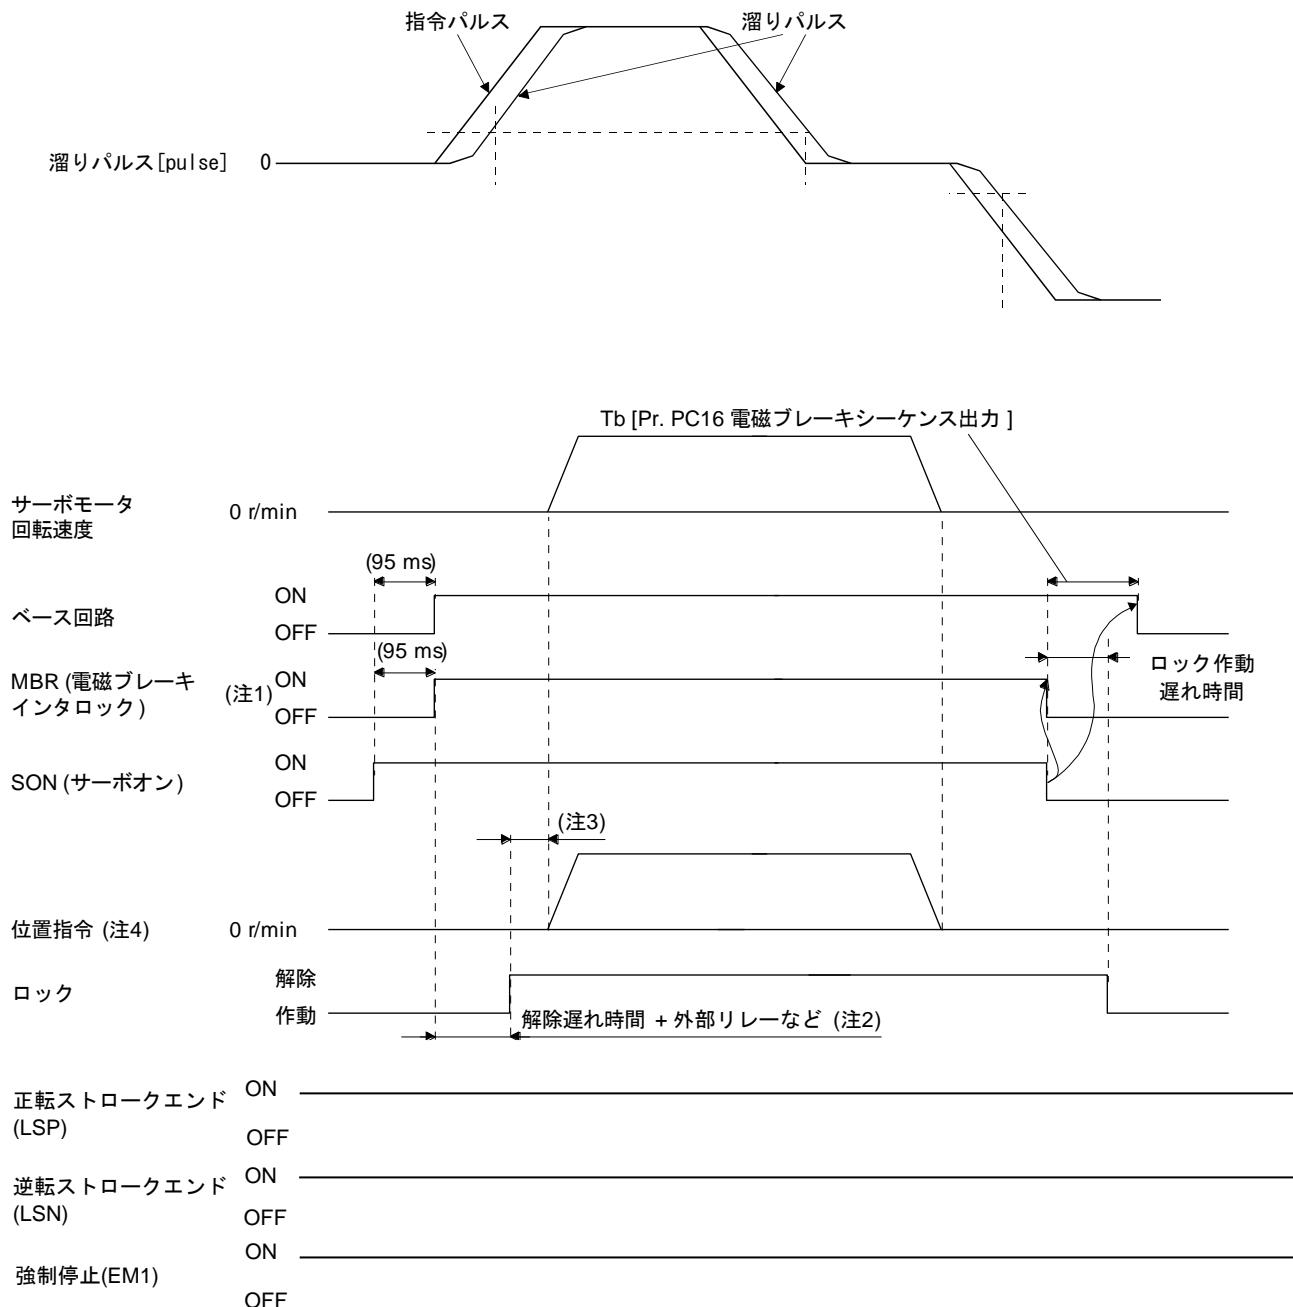 指令パルス
溜りパルス
溜りパルス[pulse]
0
Tb [Pr. PC16 電磁ブレーキシーケンス出力 ]
サーボモータ
回転速度
0 r/min
(95 ms)
ベース回路
ON
OFF
(95 ms)
MBR (電磁ブレーキ
インタロック)
(注1)
ON
OFF
ロック作動
遅れ時間
SON (サーボオン)
ON
OFF
(注3)
位置指令 (注4)
0 r/min
ロック
解除
作動
解除遅れ時間 + 外部リレーなど (注2)
正転ストロークエンド
(LSP)
ON
OFF
逆転ストロークエンド
(LSN)
ON
OFF
強制停止(EM1)
ON
OFF